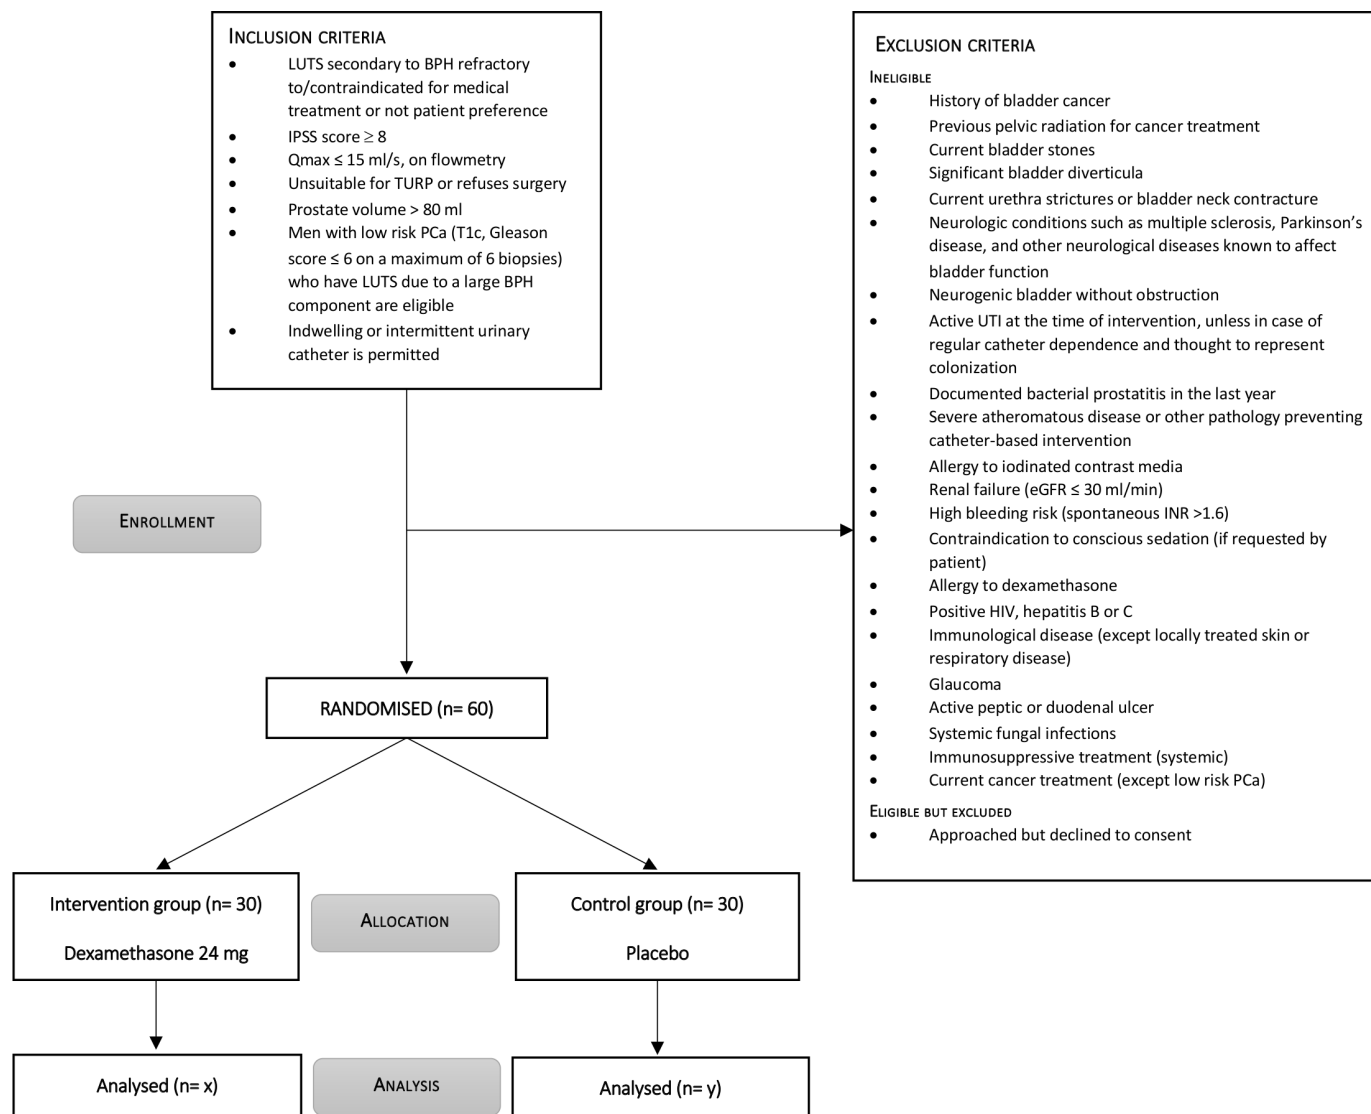 INCLUSION CRITERIA
• LUTS secondary to BPH refractory
to/contraindicated for medical
treatment or not patient preference
• IPSS score ≥ 8
• Qmax ≤ 15 ml/s, on flowmetry
• Unsuitable for TURP or refuses surgery
• Prostate volume > 80 ml
• Men with low risk PCa (T1c, Gleason
score ≤ 6 on a maximum of 6 biopsies)
who have LUTS due to a large BPH
component are eligible
• Indwelling or intermittent urinary
catheter is permitted
EXCLUSION CRITERIA
INELIGIBLE
• History of bladder cancer
• Previous pelvic radiation for cancer treatment
• Current bladder stones
• Significant bladder diverticula
• Current urethra strictures or bladder neck contracture
• Neurologic conditions such as multiple sclerosis, Parkinson’s
disease, and other neurological diseases known to affect
bladder function
• Neurogenic bladder without obstruction
• Active UTI at the time of intervention, unless in case of
regular catheter dependence and thought to represent
colonization
• Documented bacterial prostatitis in the last year
• Severe atheromatous disease or other pathology preventing
catheter-based intervention
• Allergy to iodinated contrast media
• Renal failure (eGFR ≤ 30 ml/min)
• High bleeding risk (spontaneous INR >1.6)
• Contraindication to conscious sedation (if requested by
patient)
• Allergy to dexamethasone
• Positive HIV, hepatitis B or C
• Immunological disease (except locally treated skin or
respiratory disease)
• Glaucoma
• Active peptic or duodenal ulcer
• Systemic fungal infections
• Immunosuppressive treatment (systemic)
• Current cancer treatment (except low risk PCa)
ELIGIBLE BUT EXCLUDED
• Approached but declined to consent
ENROLLMENT
RANDOMISED (n= 60)
Intervention group (n= 30)
Dexamethasone 24 mg
ALLOCATION
Control group (n= 30)
Placebo
Analysed (n= x)
ANALYSIS
Analysed (n= y)